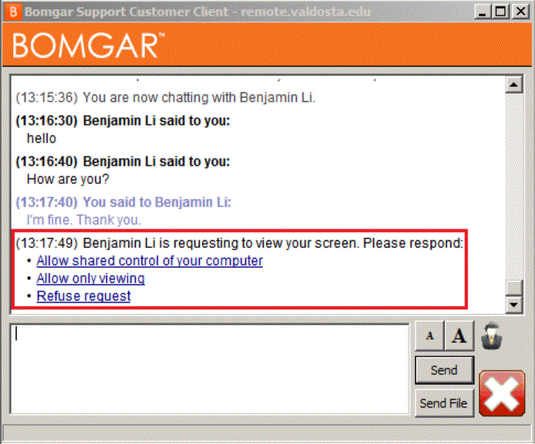 Bomgar Support Customer Client - remote.valdosta.edu
BOMGAR™
(13:15:36) You are now chatting with Benjamin Li.
(13:16:30) Benjamin Li said to you:
hello
(13:16:40) Benjamin Li said to you:
How are you?
(13:17:40) You said to Benjamin Li:
I'm fine. Thank you.
(13:17:49) Benjamin Li is requesting to view your screen. Please respond:
• Allow shared control of your computer
• Allow only viewing
• Refuse request
A A
Send
Send File